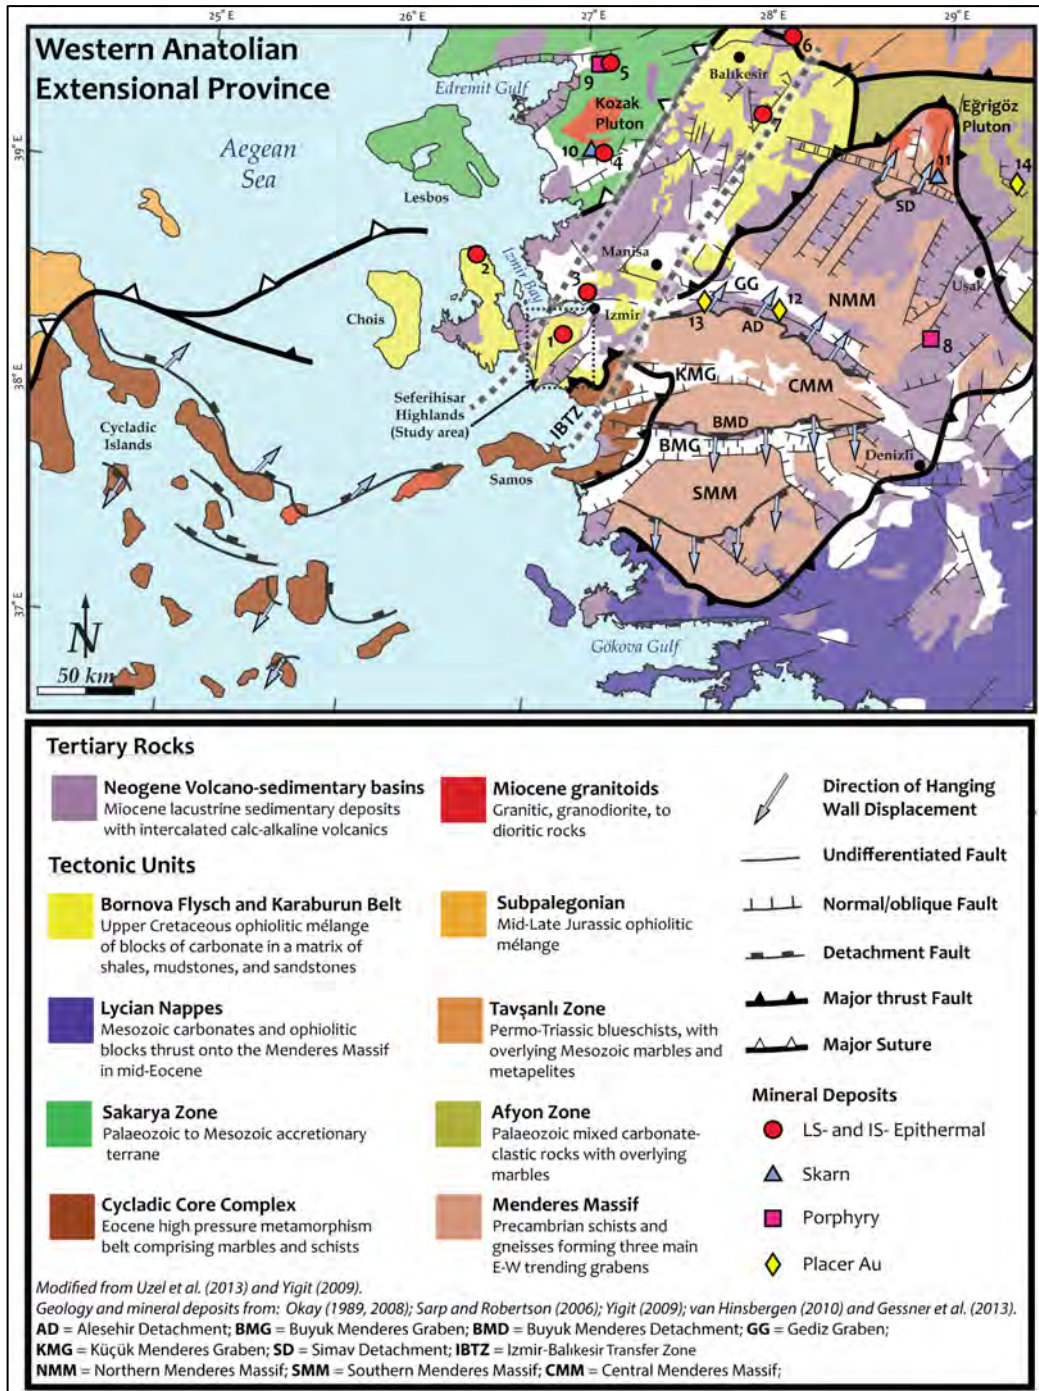 25° E
26° E
27° E
28° E
29° E
Western Anatolian
Extensional Province
39° E
38° E
37° E
Edremit Gulf
Aegean
Sea
Lesbos
Kozak
Pluton
9
5
10
4
6
Balıkesir
7
Eğrigöz
Pluton
11
14
SD
2
Izmir Bay
3
Manisa
GG
12
13
AD
NMM
Uşak
8
Chois
1
Izmir
KMG
CMM
Seferihisar
Highlands
(Study area)
IBTZ
BMD
BMG
Denizli
Cycladic
Islands
Samos
SMM
N
50 km
Gökova Gulf
Tertiary Rocks
Neogene Volcano-sedimentary basins
Miocene lacustrine sedimentary deposits
with intercalated calc-alkaline volcanics
Miocene granitoids
Granitic, granodiorite, to
dioritic rocks
Tectonic Units
Bornova Flysch and Karaburun Belt
Upper Cretaceous ophiolitic mélange
of blocks of carbonate in a matrix of
shales, mudstones, and sandstones
Subpalegonian
Mid-Late Jurassic ophiolitic
mélange
Lycian Nappes
Mesozoic carbonates and ophiolitic
blocks thrust onto the Menderes Massif
in mid-Eocene
Tavşanlı Zone
Permo-Triassic blueschists, with
overlying Mesozoic marbles and
metapelites
Sakarya Zone
Palaeozoic to Mesozoic accretionary
terrane
Afyon Zone
Palaeozoic mixed carbonate-
clastic rocks with overlying
marbles
Cycladic Core Complex
Eocene high pressure metamorphism
belt comprising marbles and schists
Menderes Massif
Precambrian schists and
gneisses forming three main
E-W trending grabens
Direction of Hanging
Wall Displacement
Undifferentiated Fault
Normal/oblique Fault
Detachment Fault
Major thrust Fault
Major Suture
Mineral Deposits
LS- and IS- Epithermal
Skarn
Porphyry
Placer Au
Modified from Uzel et al. (2013) and Yigit (2009).
Geology and mineral deposits from: Okay (1989, 2008); Sarp and Robertson (2006); Yigit (2009); van Hinsbergen (2010) and Gessner et al. (2013).
AD = Alesehir Detachment; BMG = Buyuk Menderes Graben; BMD = Buyuk Menderes Detachment; GG = Gediz Graben;
KMG = Küçük Menderes Graben; SD = Simav Detachment; IBTZ = Izmir-Balıkesir Transfer Zone
NMM = Northern Menderes Massif; SMM = Southern Menderes Massif; CMM = Central Menderes Massif;